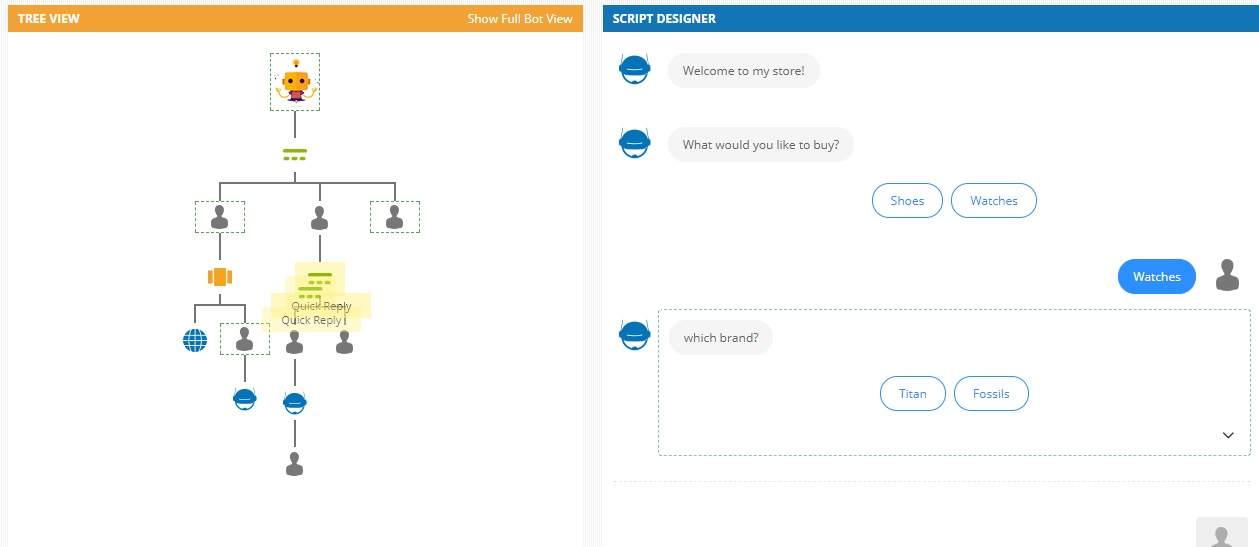 TREE VIEW
Show Full Bot View
Quick Reply
Quick Reply
SCRIPT DESIGNER
Welcome to my store!
What would you like to buy?
Shoes
Watches
Watches
which brand?
Titan
Fossils